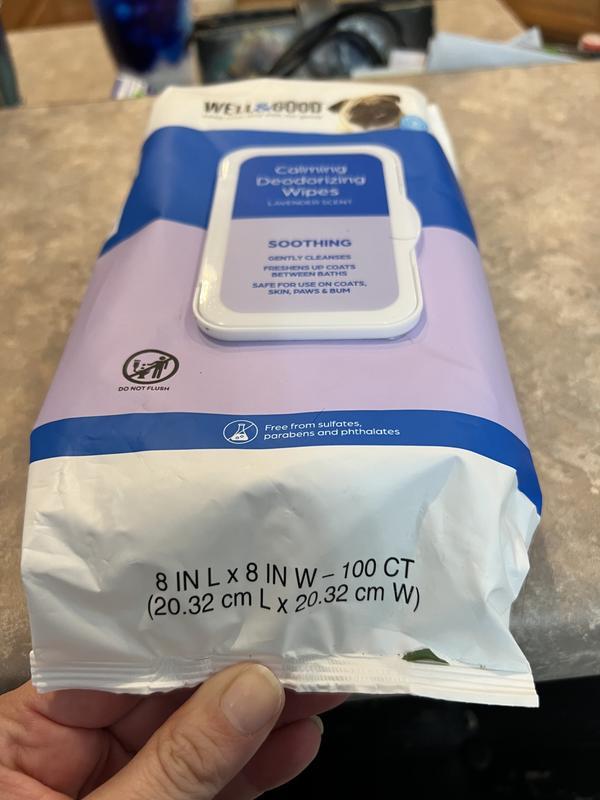 WELL&GOOD
Calming
Deodorizing
Wipes
LAVENDER SCENT
SOOTHING
GENTLY CLEANSES
FRESHENS UP COATS
BETWEEN BATHS
SAFE FOR USE ON COATS,
SKIN, PAWS & BUM
DO NOT FLUSH
Free from sulfates,
parabens and phthalates
8 IN L x 8 IN W – 100 CT
(20.32 cm L x 20.32 cm W)